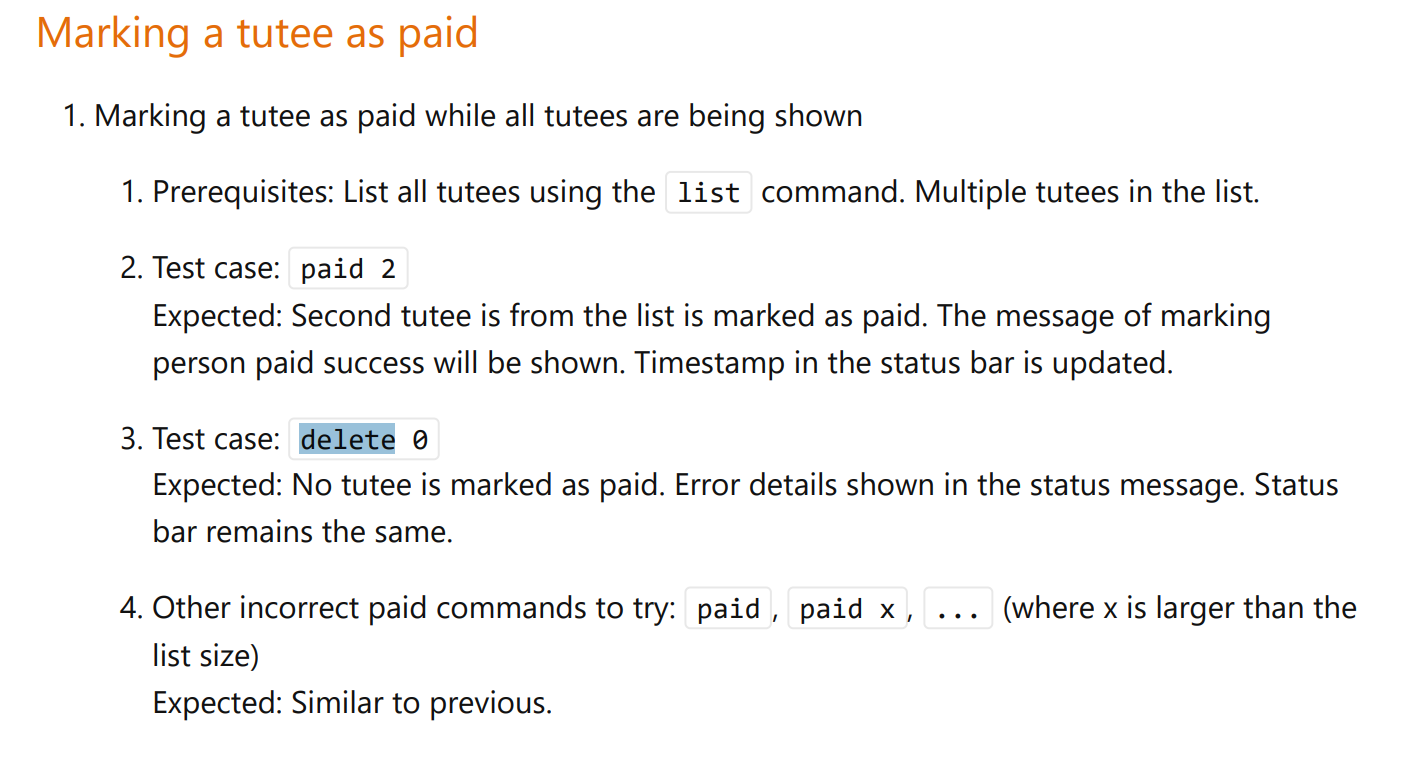 Marking a tutee as paid
1. Marking a tutee as paid while all tutees are being shown
1. Prerequisites: List all tutees using the list command. Multiple tutees in the list.
2. Test case: paid 2
Expected: Second tutee is from the list is marked as paid. The message of marking
person paid success will be shown. Timestamp in the status bar is updated.
3. Test case: delete 0
Expected: No tutee is marked as paid. Error details shown in the status message. Status
bar remains the same.
4. Other incorrect paid commands to try: paid, paid x, ... (where x is larger than the
list size)
Expected: Similar to previous.